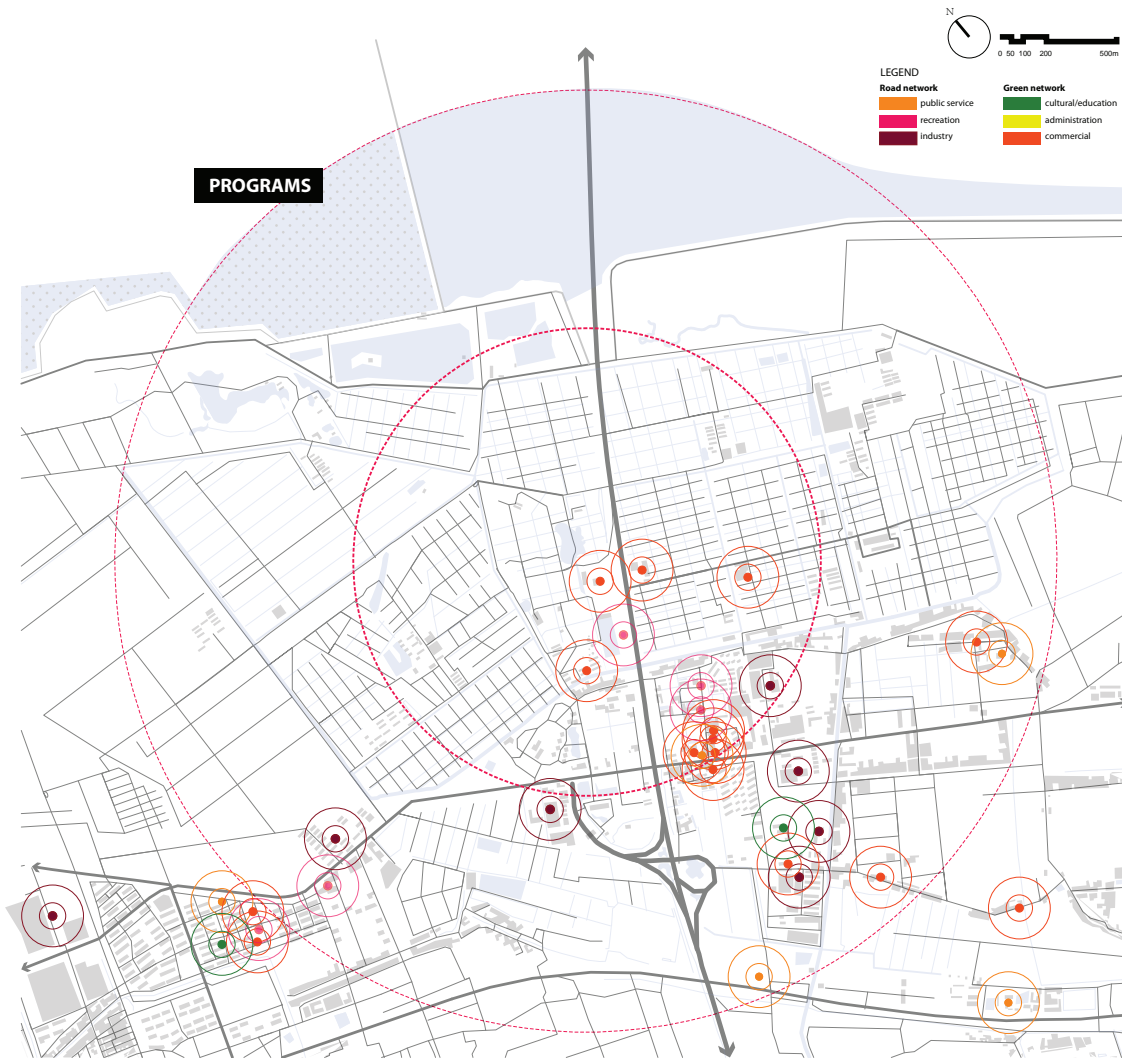 N
0 50 100 200 500m
LEGEND
Road network Green network
public service cultural/education
recreation administration
industry commercial
PROGRAMS